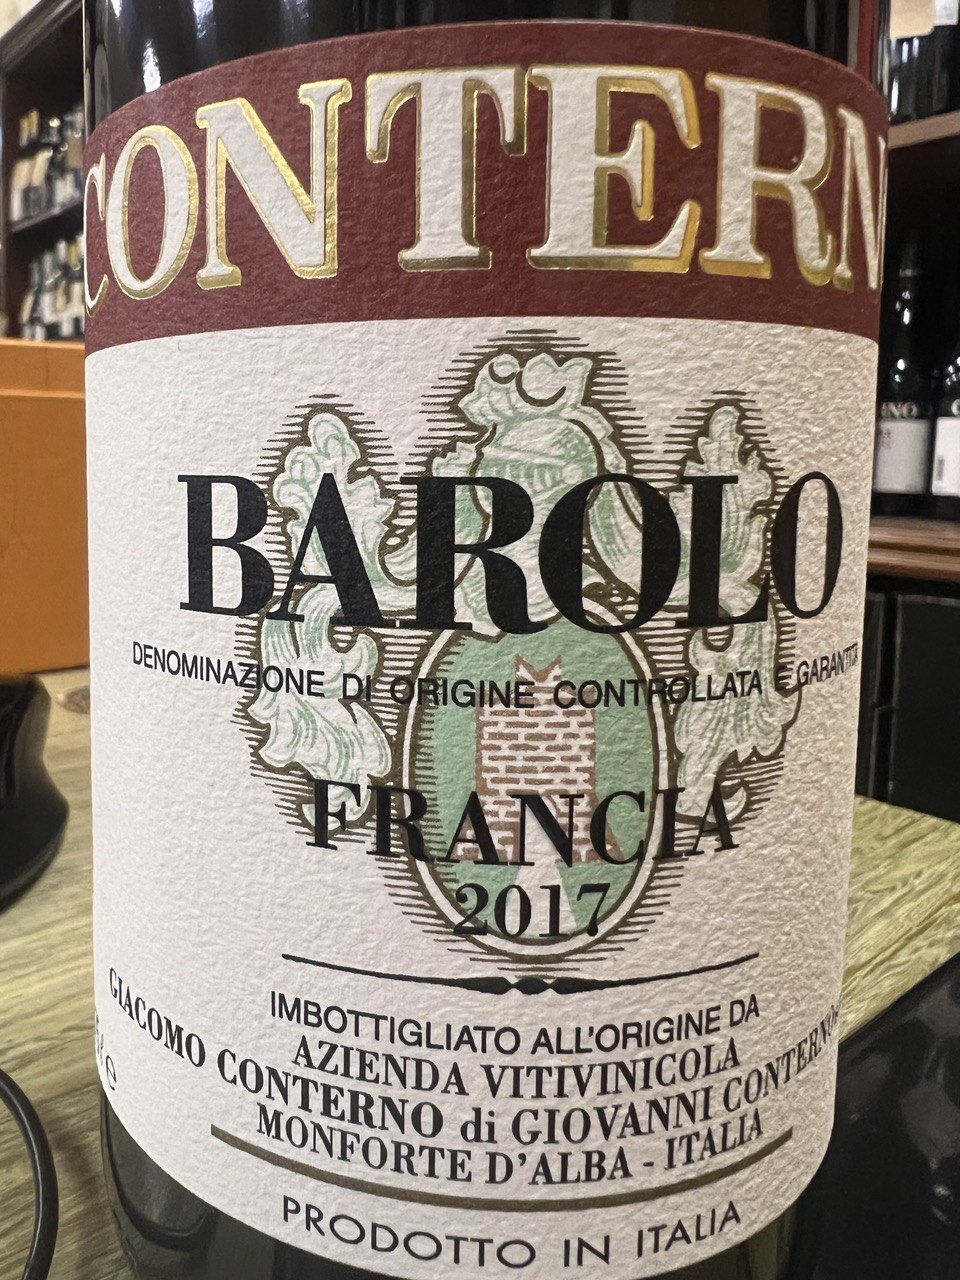 CONTERN
BAROLO
DENOMINAZIONE DI ORIGINE CONTROLLATA E GARANTITA
FRANCIA
2017
IMBOTTIGLIATO ALL'ORIGINE DA
AZIENDA VITIVINICOLA
GIACOMO CONTERNO di GIOVANNI CONTERNO
MONFORTE D'ALBA - ITALIA
PRODOTTO IN ITALIA